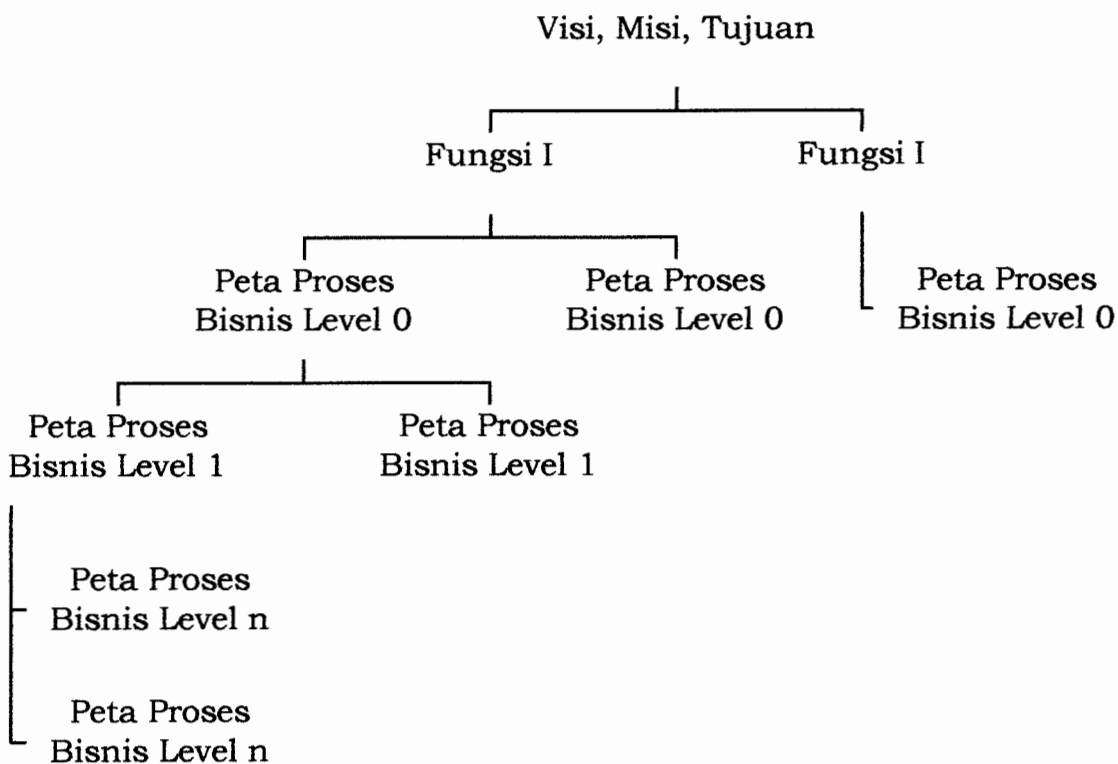 Visi, Misi, Tujuan
Fungsi I
Fungsi I
Peta Proses
Bisnis Level 0
Peta Proses
Bisnis Level 0
Peta Proses
Bisnis Level 0
Peta Proses
Bisnis Level 1
Peta Proses
Bisnis Level 1
Peta Proses
Bisnis Level n
Peta Proses
Bisnis Level n